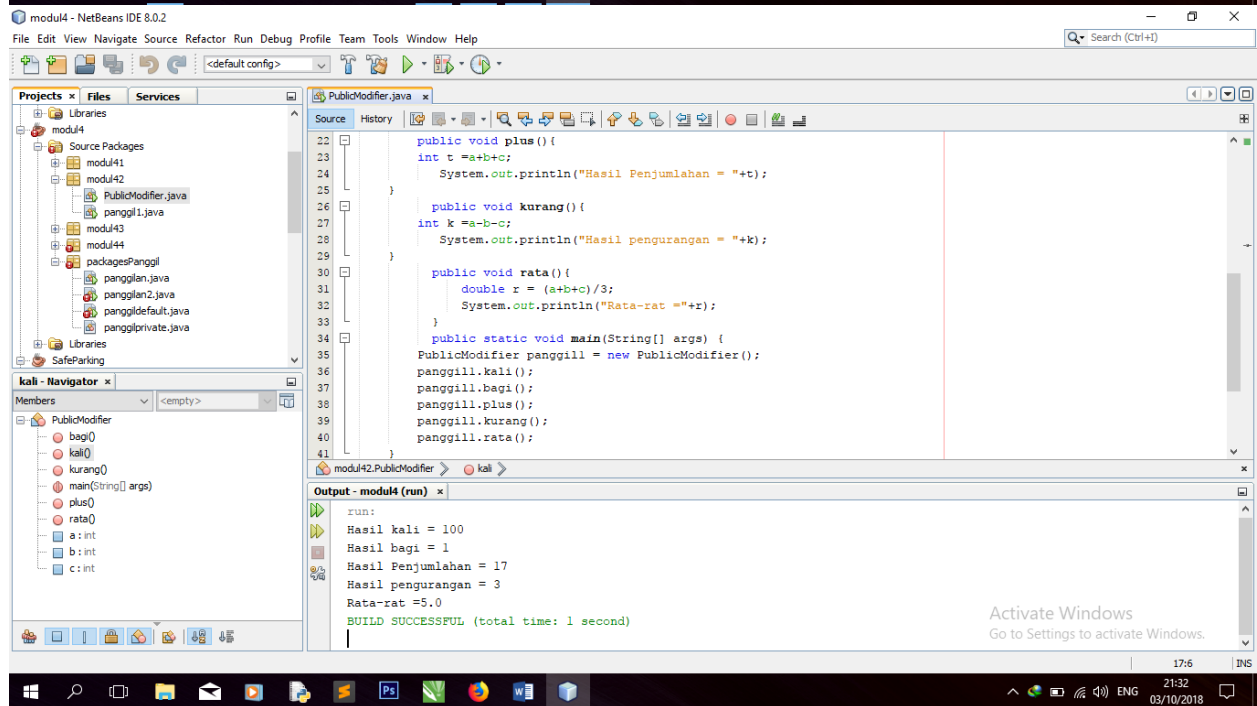 modul4 - NetBeans IDE 8.0.2
File Edit View Navigate Source Refactor Run Debug Profile Team Tools Window Help
Search (Ctrl+I)
<default config>
Projects × Files Services
Libraries
modul4
Source Packages
modul41
modul42
PublicModifier.java
panggil1.java
modul43
modul44
packagesPanggil
panggilan.java
panggilan2.java
panggildefault.java
panggilprivate.java
Libraries
SafeParking
kali - Navigator ×
Members <empty>
PublicModifier
bagi()
kali()
kurang()
main(String[] args)
plus()
rata()
a : int
b : int
c : int
PublicModifier.java ×
Source History
22 public void plus(){
23 int t =a+b+c;
24 System.out.println("Hasil Penjumlahan = "+t);
25 }
26 public void kurang(){
27 int k =a-b-c;
28 System.out.println("Hasil pengurangan = "+k);
29 }
30 public void rata(){
31 double r = (a+b+c)/3;
32 System.out.println("Rata-rat ="+r);
33 }
34 public static void main(String[] args) {
35 PublicModifier panggil1 = new PublicModifier();
36 panggil1.kali();
37 panggil1.bagi();
38 panggil1.plus();
39 panggil1.kurang();
40 panggil1.rata();
41 }
modul42.PublicModifier kali
Output - modul4 (run) ×
run:
Hasil kali = 100
Hasil bagi = 1
Hasil Penjumlahan = 17
Hasil pengurangan = 3
Rata-rat =5.0
BUILD SUCCESSFUL (total time: 1 second)
Activate Windows
Go to Settings to activate Windows.
17:6 INS
Ps
ENG
21:32
03/10/2018